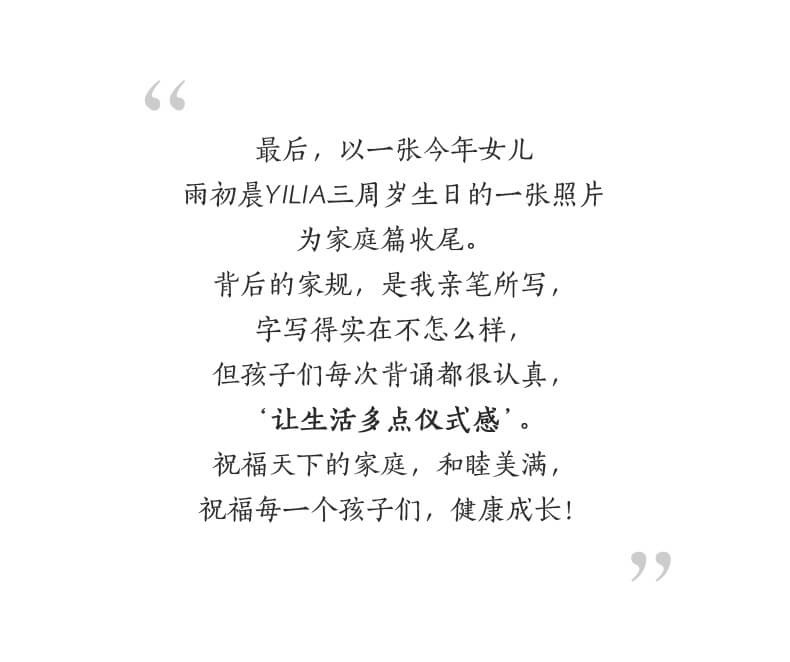 “
最后，以一张今年女儿
雨初晨YILIA三周岁生日的一张照片
为家庭篇收尾。
背后的家规，是我亲笔所写，
字写得实在不怎么样，
但孩子们每次背诵都很认真，
‘让生活多点仪式感’。
祝福天下的家庭，和睦美满，
祝福每一个孩子们，健康成长！
”